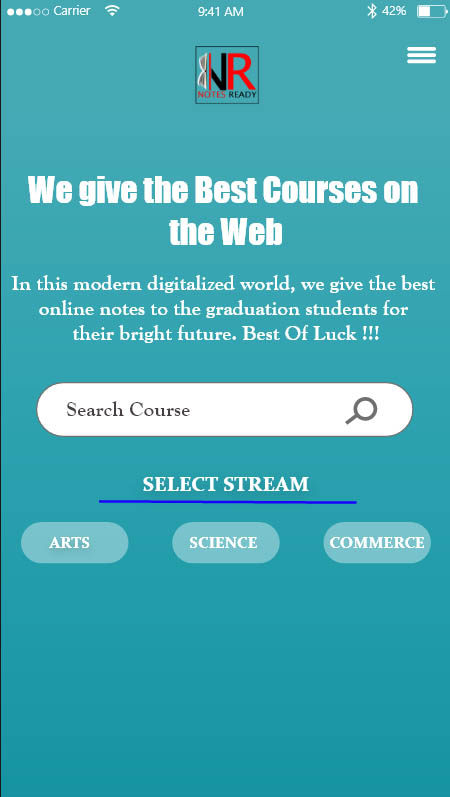 Carrier 9:41 AM 42%
NR
NOTES READY
We give the Best Courses on
the Web
In this modern digitalized world, we give the best
online notes to the graduation students for
their bright future. Best Of Luck !!!
Search Course
SELECT STREAM
ARTS SCIENCE COMMERCE